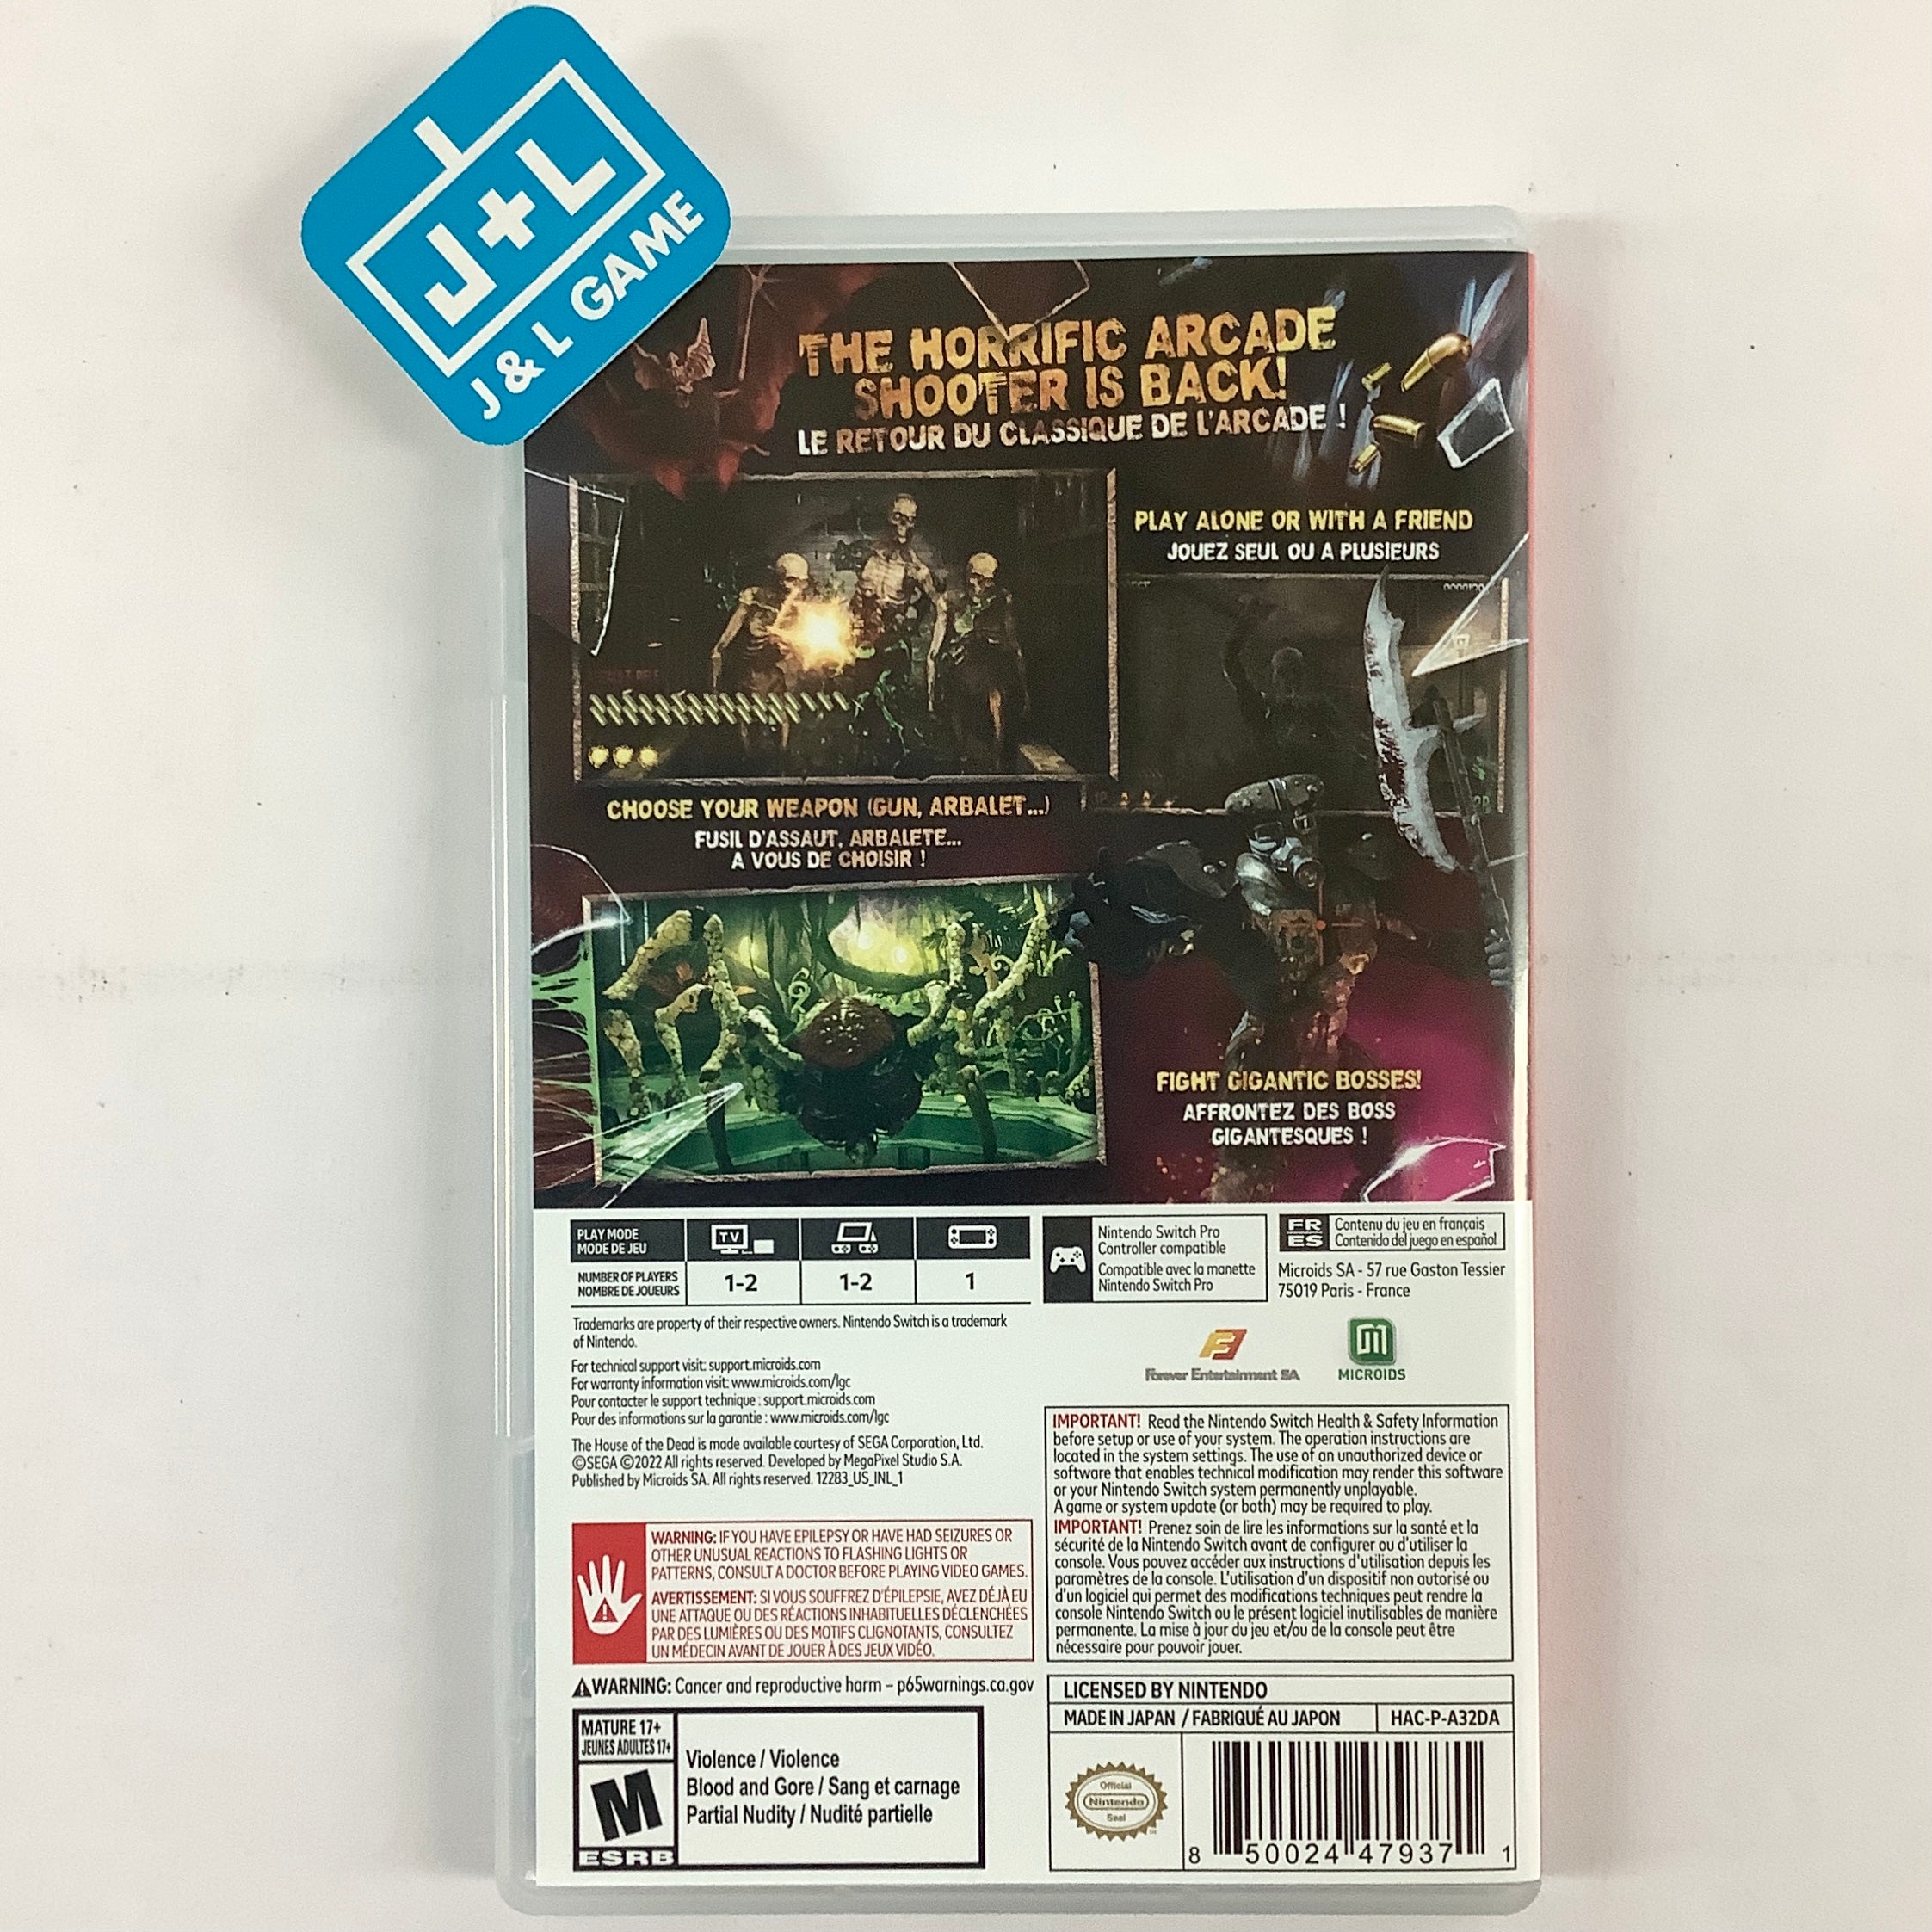 J+L
J & L GAME
THE HORRIFIC ARCADE
SHOOTER IS BACK!
LE RETOUR DU CLASSIQUE DE L'ARCADE !
PLAY ALONE OR WITH A FRIEND
JOUEZ SEUL OU A PLUSIEURS
CHOOSE YOUR WEAPON (GUN, ARBALET...)
FUSIL D'ASSAUT, ARBALETE...
A VOUS DE CHOISIR !
2P
FIGHT GIGANTIC BOSSES!
AFFRONTEZ DES BOSS
GIGANTESQUES !
PLAY MODE
MODE DE JEU
TV
NUMBER OF PLAYERS
NOMBRE DE JOUEURS
1-2
1-2
1
Nintendo Switch Pro
Controller compatible
Compatible avec la manette
Nintendo Switch Pro
FR
ES
Contenu du jeu en français
Contenido del juego en español
Microids SA - 57 rue Gaston Tessier
75019 Paris - France
Trademarks are property of their respective owners. Nintendo Switch is a trademark
of Nintendo.
For technical support visit: support.microids.com
For warranty information visit: www.microids.com/lgc
Pour contacter le support technique : support.microids.com
Pour des informations sur la garantie : www.microids.com/lgc
The House of the Dead is made available courtesy of SEGA Corporation, Ltd.
©SEGA ©2022 All rights reserved. Developed by MegaPixel Studio S.A.
Published by Microids SA. All rights reserved. 12283_US_INL_1
Forever Entertainment SA
MICROIDS
IMPORTANT! Read the Nintendo Switch Health & Safety Information
before setup or use of your system. The operation instructions are
located in the system settings. The use of an unauthorized device or
software that enables technical modification may render this software
or your Nintendo Switch system permanently unplayable.
A game or system update (or both) may be required to play.
IMPORTANT! Prenez soin de lire les informations sur la santé et la
sécurité de la Nintendo Switch avant de configurer ou d'utiliser la
console. Vous pouvez accéder aux instructions d'utilisation depuis les
paramètres de la console. L'utilisation d'un dispositif non autorisé ou
d'un logiciel qui permet des modifications techniques peut rendre la
console Nintendo Switch ou le présent logiciel inutilisables de manière
permanente. La mise à jour du jeu et/ou de la console peut être
nécessaire pour pouvoir jouer.
WARNING: IF YOU HAVE EPILEPSY OR HAVE HAD SEIZURES OR
OTHER UNUSUAL REACTIONS TO FLASHING LIGHTS OR
PATTERNS, CONSULT A DOCTOR BEFORE PLAYING VIDEO GAMES.
AVERTISSEMENT: SI VOUS SOUFFREZ D'ÉPILEPSIE, AVEZ DÉJÀ EU
UNE ATTAQUE OU DES RÉACTIONS INHABITUELLES DÉCLENCHÉES
PAR DES LUMIÈRES OU DES MOTIFS CLIGNOTANTS, CONSULTEZ
UN MÉDECIN AVANT DE JOUER À DES JEUX VIDÉO.
⚠WARNING: Cancer and reproductive harm – p65warnings.ca.gov
MATURE 17+
JEUNES ADULTES 17+
M
ESRB
Violence / Violence
Blood and Gore / Sang et carnage
Partial Nudity / Nudité partielle
LICENSED BY NINTENDO
MADE IN JAPAN / FABRIQUÉ AU JAPON
HAC-P-A32DA
Official
Nintendo
Seal
8 50024 47937 1